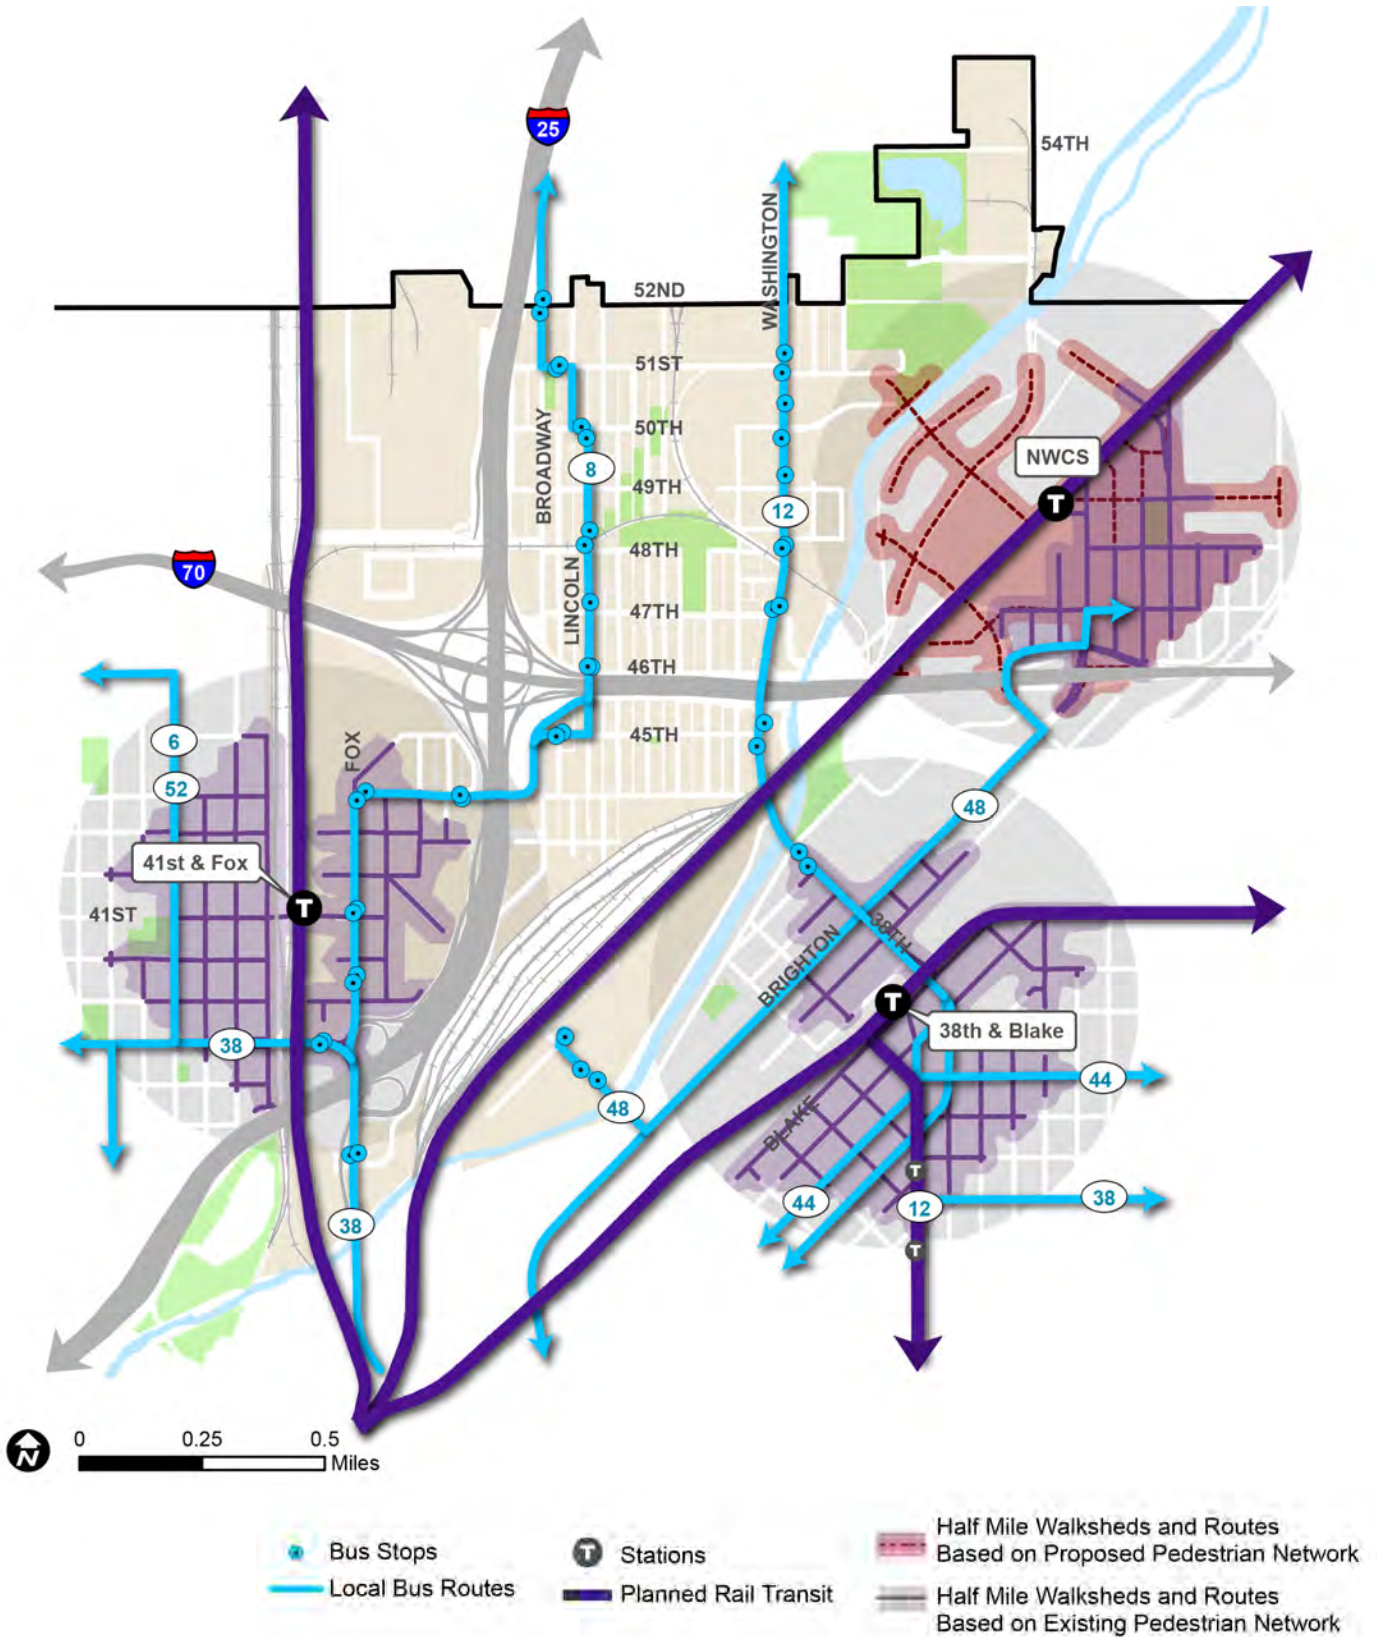 25
54TH
WASHINGTON
52ND
51ST
BROADWAY
50TH
NWCS
8
49TH
12
48TH
70
LINCOLN
47TH
46TH
6
FOX
45TH
52
48
41st & Fox
T
T
41ST
38TH
BRIGHTON
T
38th & Blake
38
44
48
BLAKE
T
44
12
38
38
T
N
0 0.25 0.5
Miles
Bus Stops
Local Bus Routes
T Stations
Planned Rail Transit
Half Mile Walksheds and Routes
Based on Proposed Pedestrian Network
Half Mile Walksheds and Routes
Based on Existing Pedestrian Network